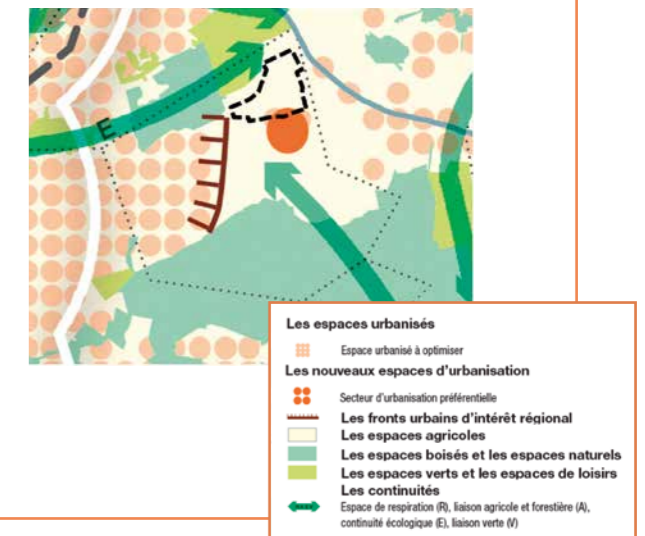 E
Les espaces urbanisés
Espace urbanisé à optimiser
Les nouveaux espaces d'urbanisation
Secteur d'urbanisation préférentielle
Les fronts urbains d'intérêt régional
Les espaces agricoles
Les espaces boisés et les espaces naturels
Les espaces verts et les espaces de loisirs
Les continuités
Espace de respiration (R), liaison agricole et forestière (A),
continuité écologique (E), liaison verte (V)